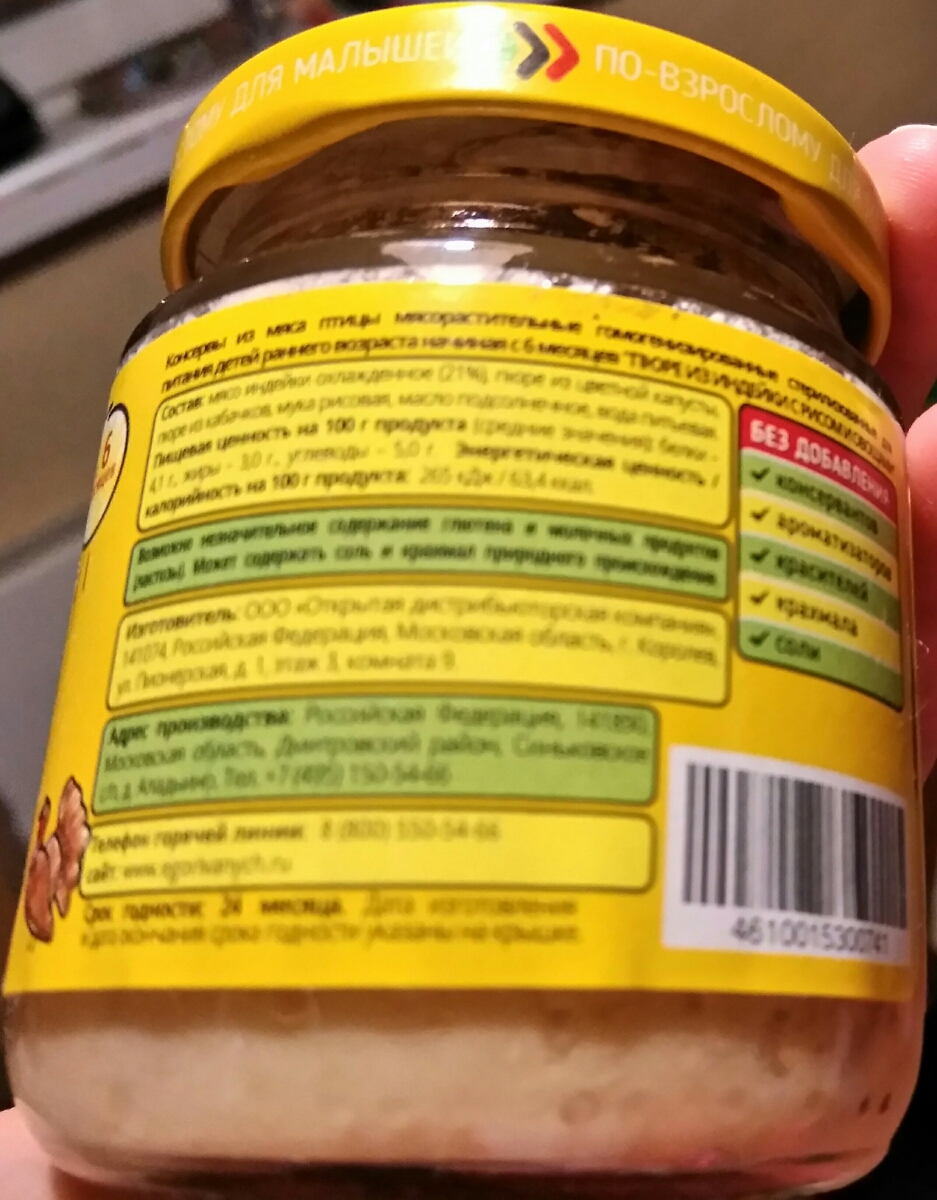 ДЛЯ МАЛЫШЕЙ
ПО-ВЗРОСЛОМУ ДЛЯ
Консервы из мяса птицы мясорастительные гомогенизированные стерилизованные для
питания детей раннего возраста начиная с 6 месяцев "ПЮРЕ ИЗ ИНДЕЙКИ С РИСОМ И ОВОЩАМИ"
Состав: мясо индейки охлажденное (21%), пюре из цветной капусты,
пюре из кабачков, мука рисовая, масло подсолнечное, вода питьевая.
Пищевая ценность на 100 г продукта (средние значения): белки -
4,1 г, жиры - 3,0 г, углеводы - 5,0 г. Энергетическая ценность /
калорийность на 100 г продукта: 265 кДж / 63,4 ккал.
Возможно незначительное содержание глютена и молочных продуктов
(лактозы). Может содержать соль и крахмал природного происхождения.
Изготовитель: ООО «Открытая дистрибьюторская компания»,
141074, Российская Федерация, Московская область, г. Королев,
ул. Пионерская, д. 1, этаж 3, комната 9.
Адрес производства: Российская Федерация, 141890,
Московская область, Дмитровский район, Синьковское
с/п, д. Тел. +7 (495) 150-54-66
Телефон горячей линии: 8 (800) 550-54-66
сайт: www.egorivanych.ru
Срок годности: 24 месяца. Дата изготовления
и дата окончания срока годности указаны на крышке.
БЕЗ ДОБАВЛЕНИЯ
✓ консервантов
✓ ароматизаторов
✓ красителей
✓ крахмала
✓ соли
4610015300741
6